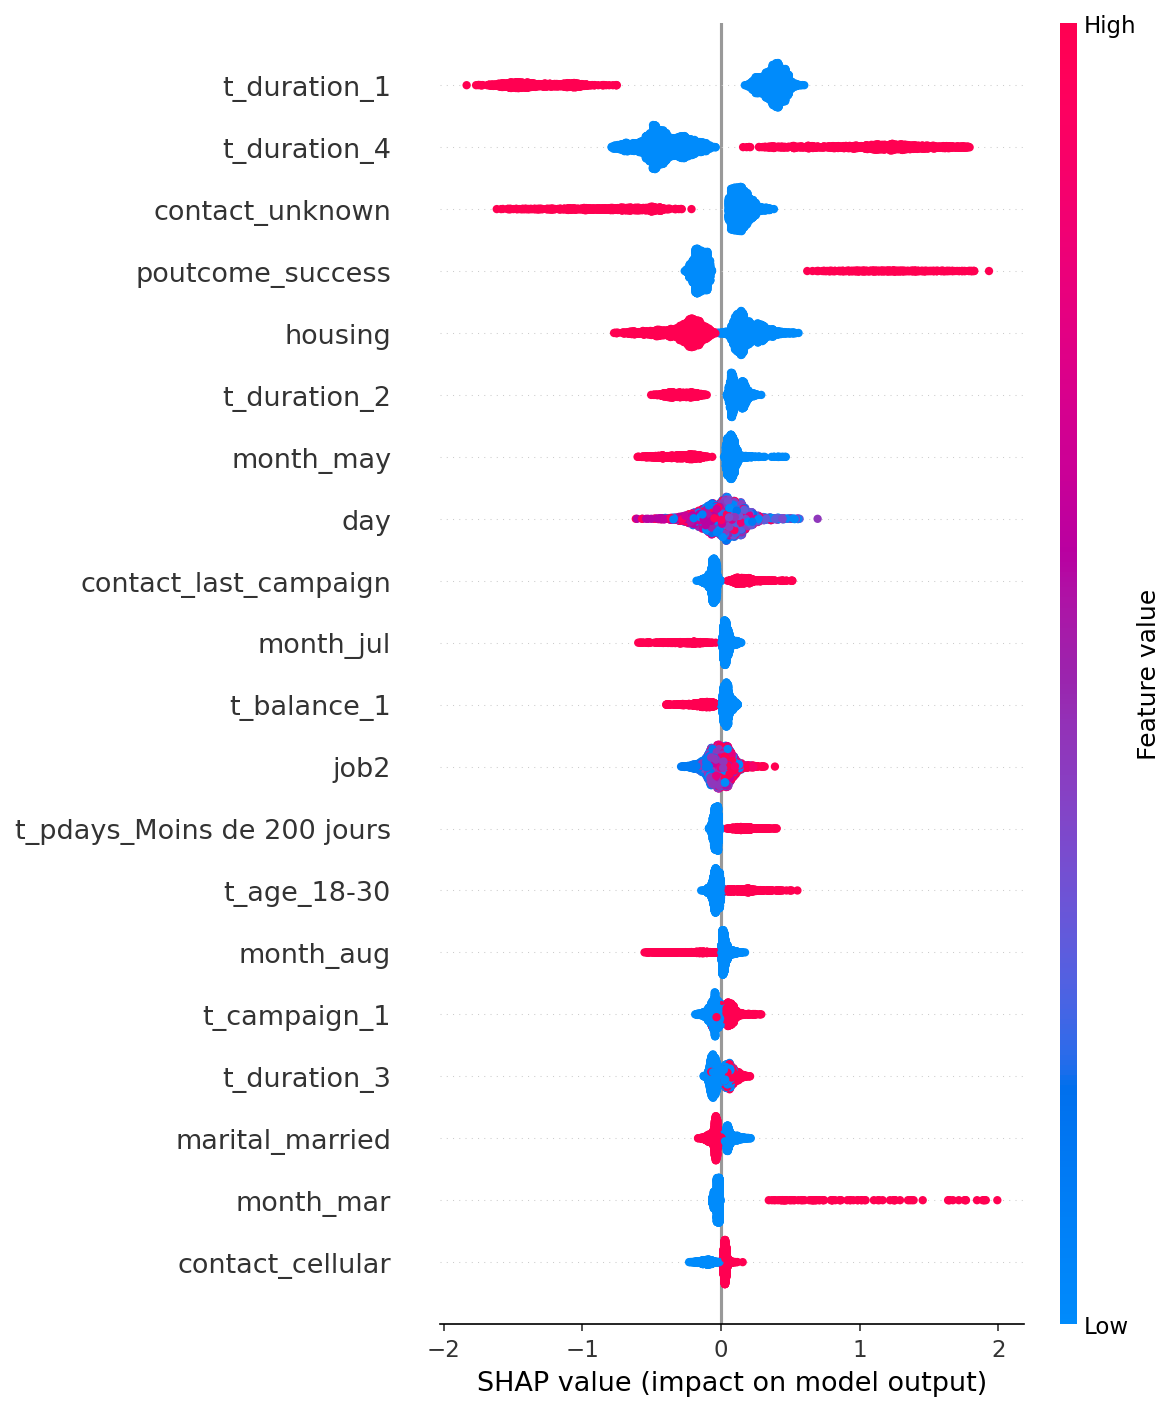 High
t_duration_1
t_duration_4
contact_unknown
poutcome_success
housing
t_duration_2
month_may
day
contact_last_campaign
month_jul
t_balance_1
job2
t_pdays_Moins de 200 jours
t_age_18-30
month_aug
t_campaign_1
t_duration_3
marital_married
month_mar
contact_cellular
Feature value
Low
−2 −1 0 1 2
SHAP value (impact on model output)